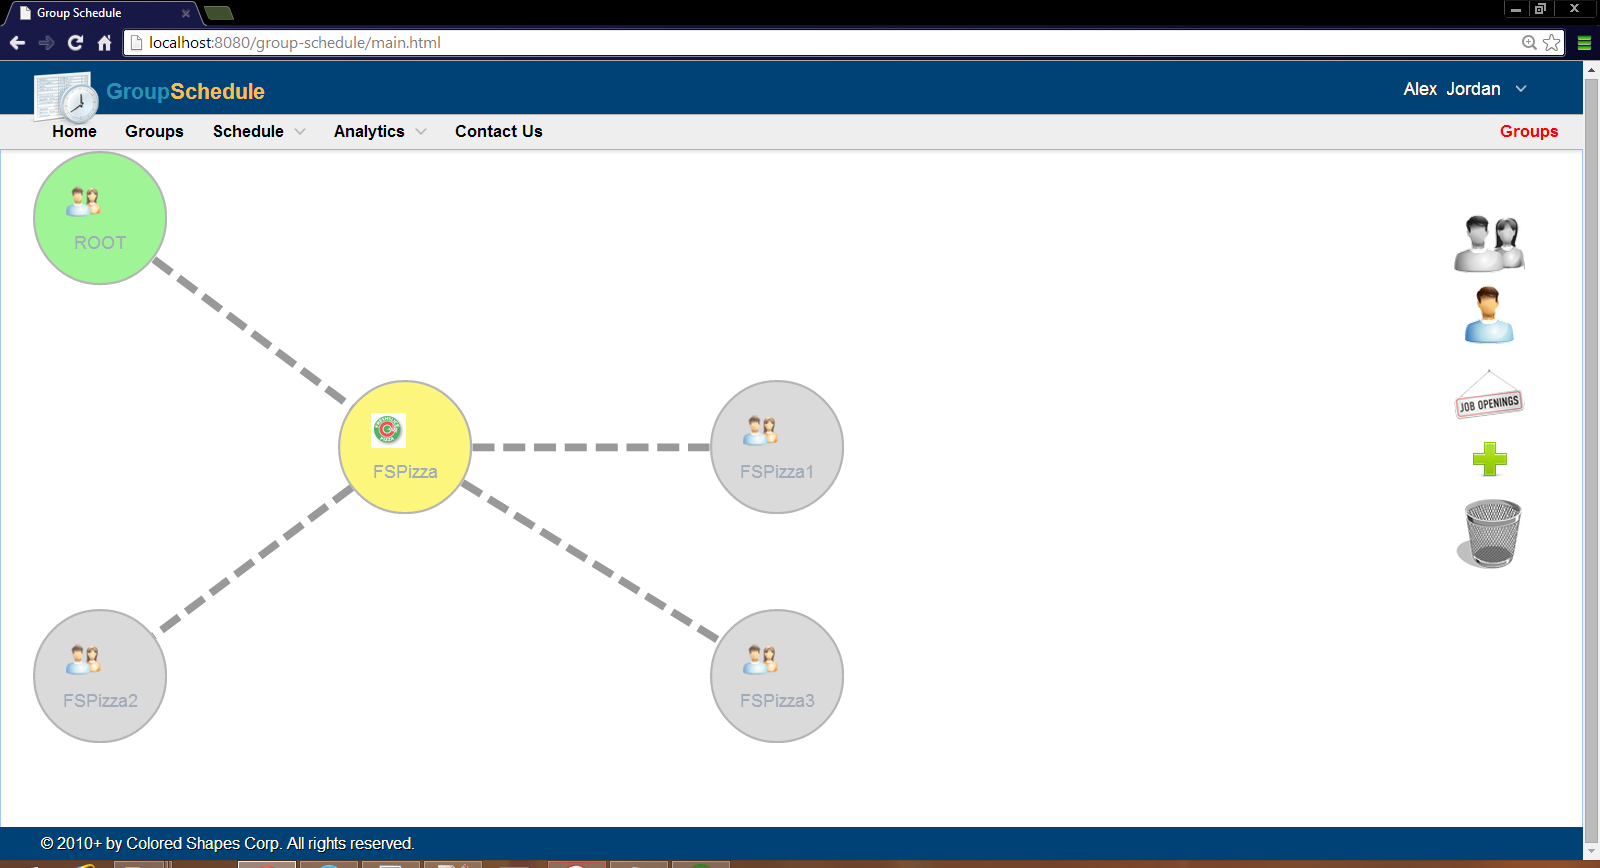 Group Schedule
localhost:8080/group-schedule/main.html
GroupSchedule
Alex Jordan
Home Groups Schedule Analytics Contact Us Groups
ROOT
JOB OPENINGS
FSPizza FSPizza1
FSPizza2 FSPizza3
© 2010+ by Colored Shapes Corp. All rights reserved.